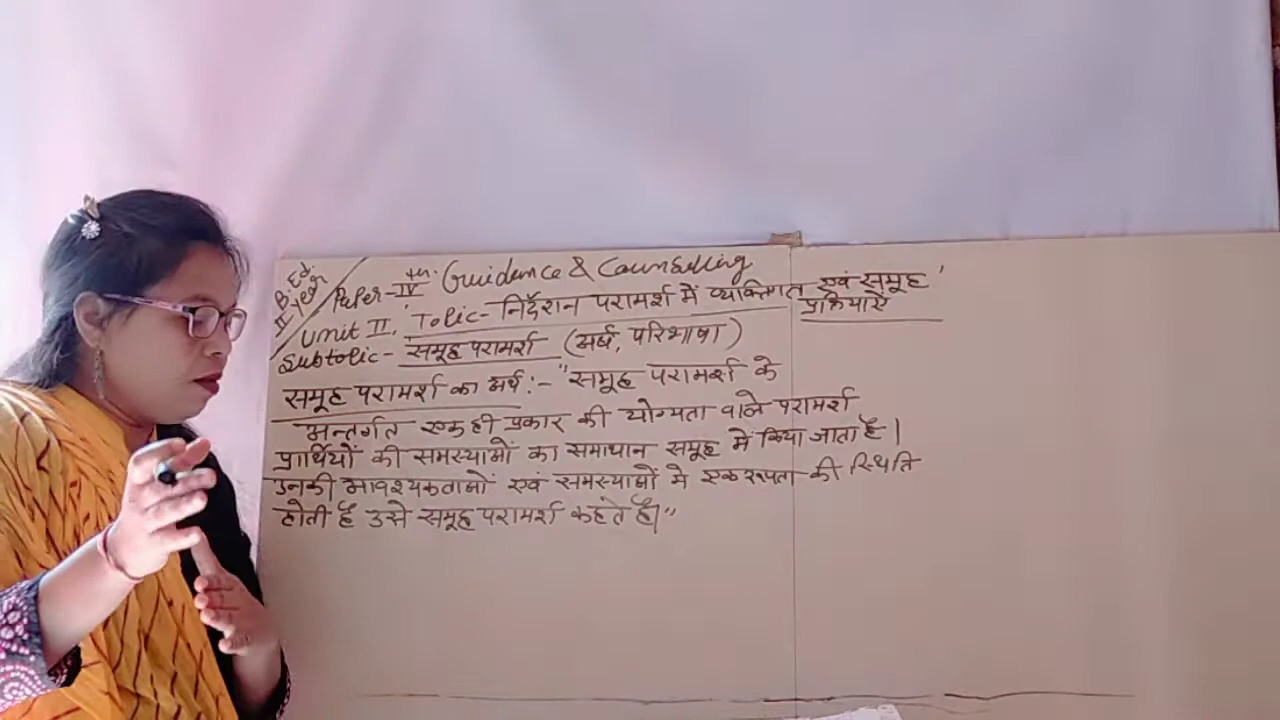 B.Ed. II Year
Paper-IVth. Guidence & Counselling
Unit II, Topic- निर्देशन परामर्श में व्यक्तिगत एवं समूह'
प्रक्रियाएं
Subtopic- समूह परामर्श (अर्थ, परिभाषा)
समूह परामर्श का अर्थ:- "समूह परामर्श के
अन्तर्गत एक ही प्रकार की योग्यता वाले परामर्श
प्रार्थियों की समस्याओं का समाधान समूह में किया जाता है।
उनकी आवश्यकताओं एवं समस्याओं मे एकरूपता की स्थिति
होती है उसे समूह परामर्श कहते है।"